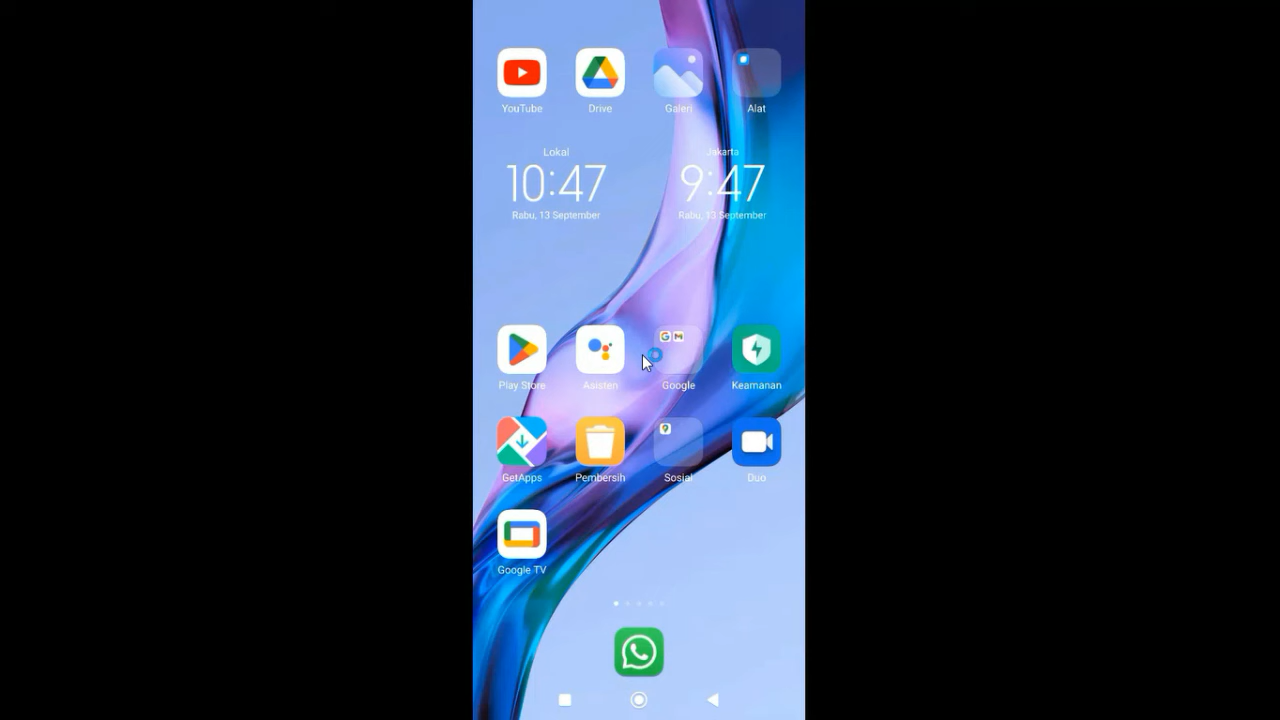 YouTube Drive Galeri Alat
Lokal Jakarta
10:47 9:47
Rabu, 13 September Rabu, 13 September
Play Store Asisten Google Keamanan
GetApps Pembersih Sosial Duo
Google TV